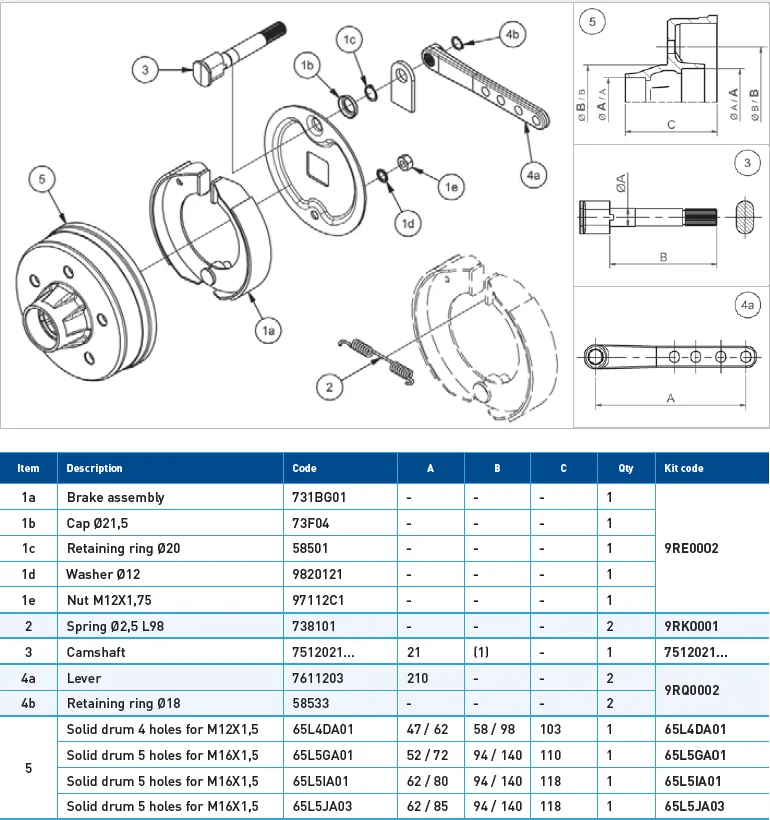 3
1b
1c
4b
4a
1e
1d
5
1a
2
5
Ø B / B
Ø A / A
Ø A / A
Ø B / B
C
3
ØA
B
4a
A
Item Description Code A B C Qty Kit code
1a Brake assembly 731BG01 - - - 1
1b Cap Ø21,5 73F04 - - - 1
1c Retaining ring Ø20 58501 - - - 1 9RE0002
1d Washer Ø12 9820121 - - - 1
1e Nut M12X1,75 97112C1 - - - 1
2 Spring Ø2,5 L98 738101 - - - 2 9RK0001
3 Camshaft 7512021... 21 (1) - 1 7512021...
4a Lever 7611203 210 - - 2
9RQ0002
4b Retaining ring Ø18 58533 - - - 2
Solid drum 4 holes for M12X1,5 65L4DA01 47 / 62 58 / 98 103 1 65L4DA01
Solid drum 5 holes for M16X1,5 65L5GA01 52 / 72 94 / 140 110 1 65L5GA01
5
Solid drum 5 holes for M16X1,5 65L5IA01 62 / 80 94 / 140 118 1 65L5IA01
Solid drum 5 holes for M16X1,5 65L5JA03 62 / 85 94 / 140 118 1 65L5JA03